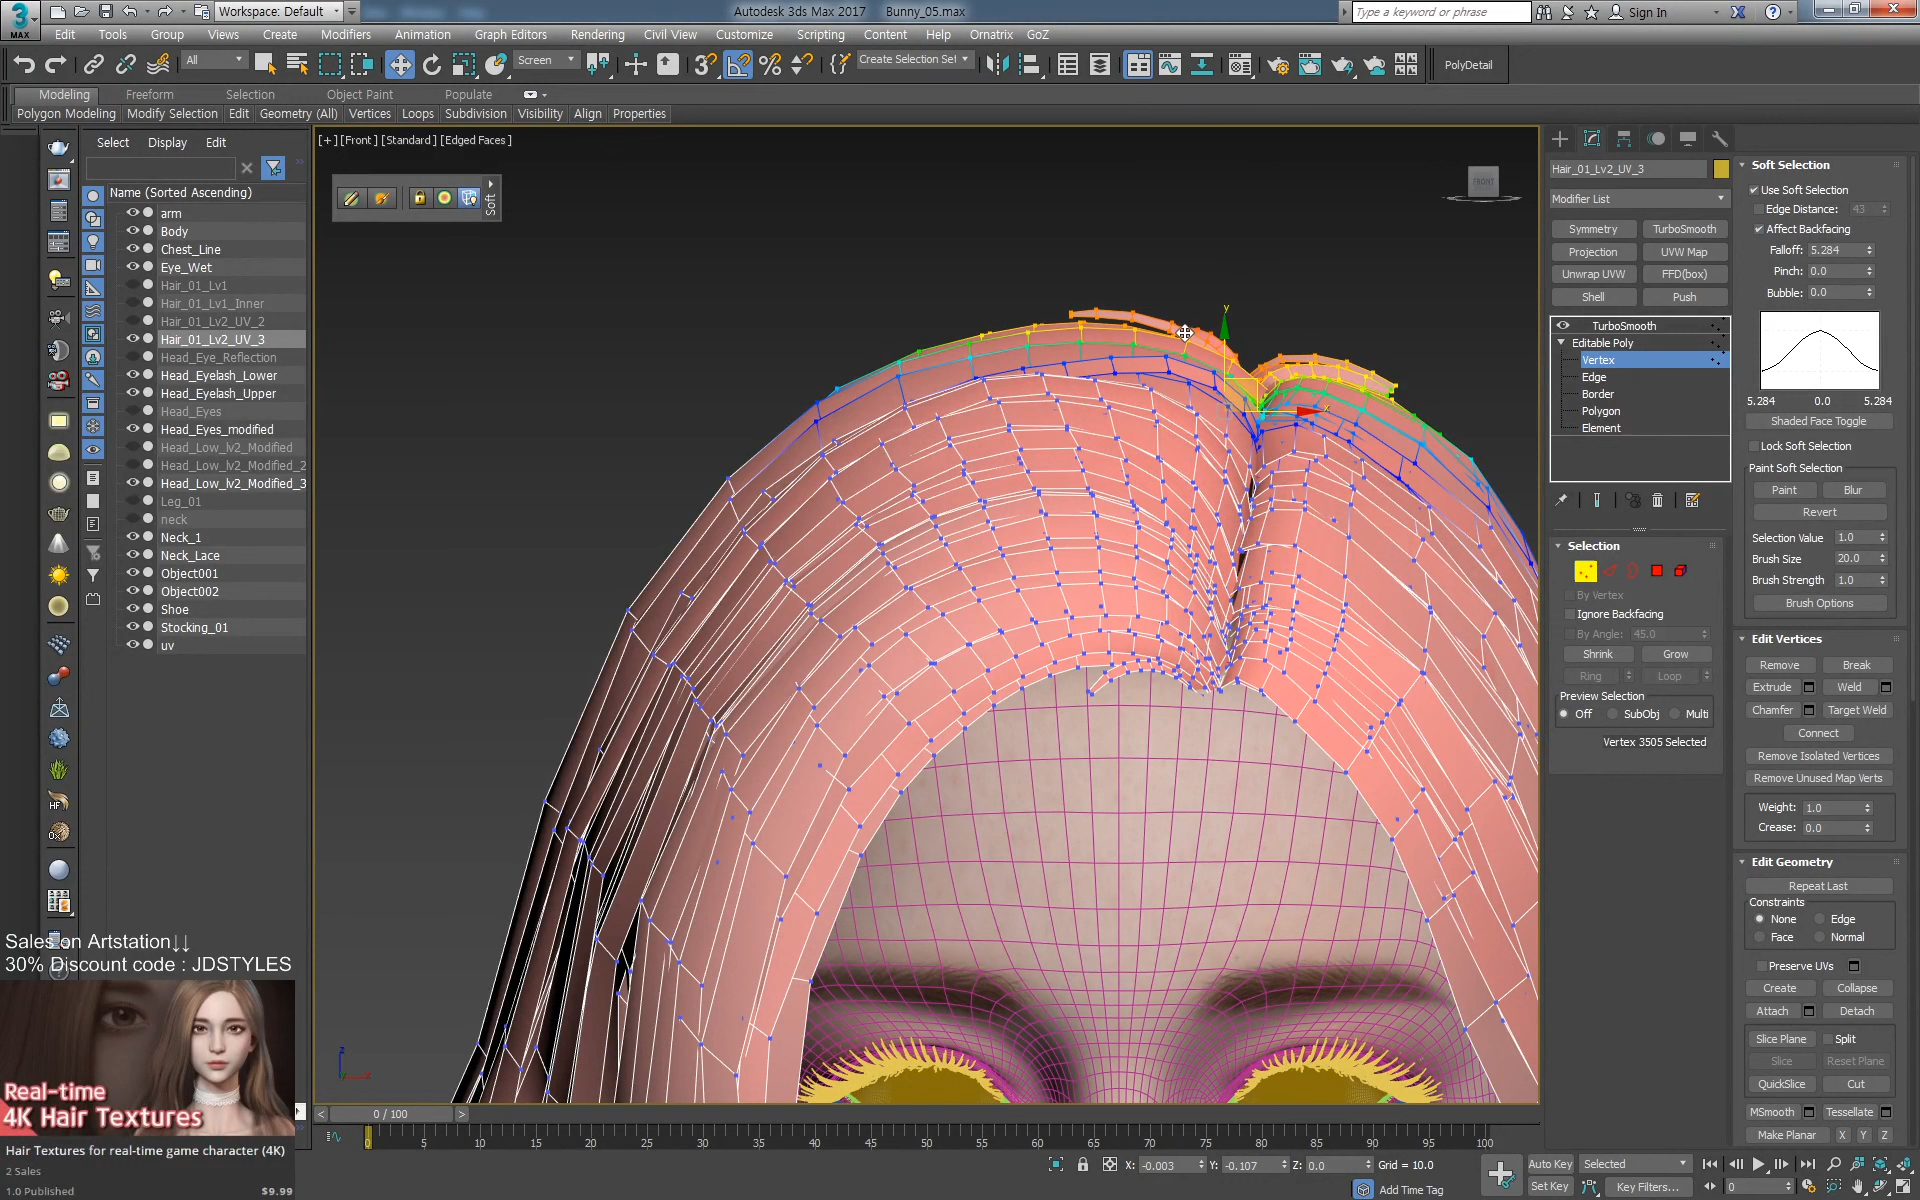 MAX
Workspace: Default
Autodesk 3ds Max 2017 Bunny_05.max
Type a keyword or phrase
Sign In
Edit Tools Group Views Create Modifiers Animation Graph Editors Rendering Civil View Customize Scripting Content Help Ornatrix GoZ
All
Screen
Create Selection Sel
PolyDetail
Modeling Freeform Selection Object Paint Populate
Polygon Modeling Modify Selection Edit Geometry (All) Vertices Loops Subdivision Visibility Align Properties
Select Display Edit
Name (Sorted Ascending)
arm
Body
Chest_Line
Eye_Wet
Hair_01_Lv1
Hair_01_Lv1_Inner
Hair_01_Lv2_UV_2
Hair_01_Lv2_UV_3
Head_Eye_Reflection
Head_Eyelash_Lower
Head_Eyelash_Upper
Head_Eyes
Head_Eyes_modified
Head_Low_lv2_Modified
Head_Low_lv2_Modified_2
Head_Low_lv2_Modified_3
Leg_01
neck
Neck_1
Neck_Lace
Object001
Object002
Shoe
Stocking_01
uv
[+] [Front] [Standard] [Edged Faces]
Soft
FRONT
y
x
z
Hair_01_Lv2_UV_3
Modifier List
Symmetry TurboSmooth
Projection UVW Map
Unwrap UVW FFD(box)
Shell Push
TurboSmooth
Editable Poly
Vertex
Edge
Border
Polygon
Element
Selection
By Vertex
Ignore Backfacing
By Angle: 45.0
Shrink Grow
Ring Loop
Preview Selection
Off SubObj Multi
Vertex 3505 Selected
Soft Selection
Use Soft Selection
Edge Distance: 43
Affect Backfacing
Falloff: 5.284
Pinch: 0.0
Bubble: 0.0
5.284 0.0 5.284
Shaded Face Toggle
Lock Soft Selection
Paint Soft Selection
Paint Blur
Revert
Selection Value 1.0
Brush Size 20.0
Brush Strength 1.0
Brush Options
Edit Vertices
Remove Break
Extrude Weld
Chamfer Target Weld
Connect
Remove Isolated Vertices
Remove Unused Map Verts
Weight: 1.0
Crease: 0.0
Edit Geometry
Repeat Last
Constraints
None Edge
Face Normal
Preserve UVs
Create Collapse
Attach Detach
Slice Plane Split
Slice Reset Plane
QuickSlice Cut
MSmooth Tessellate
Make Planar X Y Z
Sales on Artstation↓↓
30% Discount code : JDSTYLES
Real-time
4K Hair Textures
Hair Textures for real-time game character (4K)
2 Sales
1.0 Published $9.99
< 0 / 100 >
0 5 10 15 20 25 30 35 40 45 50 55 60 65 70 75 80 85 90 95 100
X: -0.003 Y: -0.107 Z: 0.0 Grid = 10.0
Add Time Tag
Auto Key Selected
Set Key Key Filters...
0